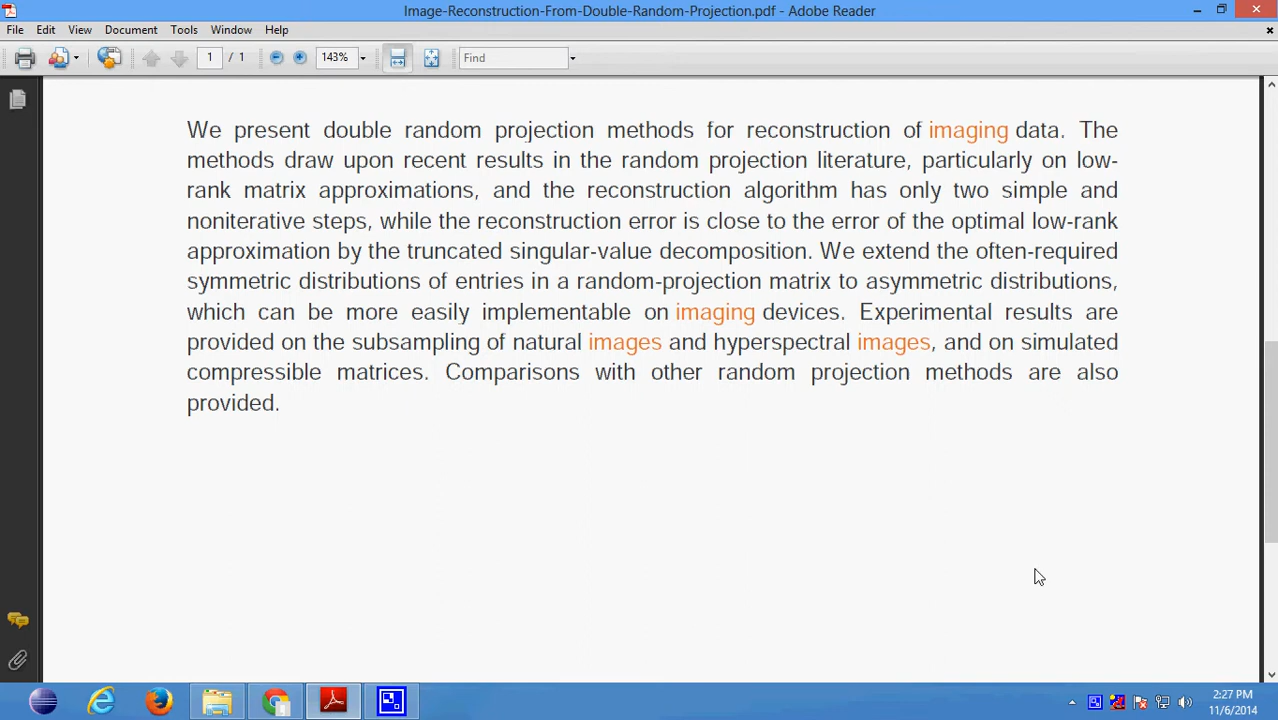 Image-Reconstruction-From-Double-Random-Projection.pdf - Adobe Reader
File Edit View Document Tools Window Help
1 / 1 143% Find
We present double random projection methods for reconstruction of imaging data. The
methods draw upon recent results in the random projection literature, particularly on low-
rank matrix approximations, and the reconstruction algorithm has only two simple and
noniterative steps, while the reconstruction error is close to the error of the optimal low-rank
approximation by the truncated singular-value decomposition. We extend the often-required
symmetric distributions of entries in a random-projection matrix to asymmetric distributions,
which can be more easily implementable on imaging devices. Experimental results are
provided on the subsampling of natural images and hyperspectral images, and on simulated
compressible matrices. Comparisons with other random projection methods are also
provided.
2:27 PM
11/6/2014